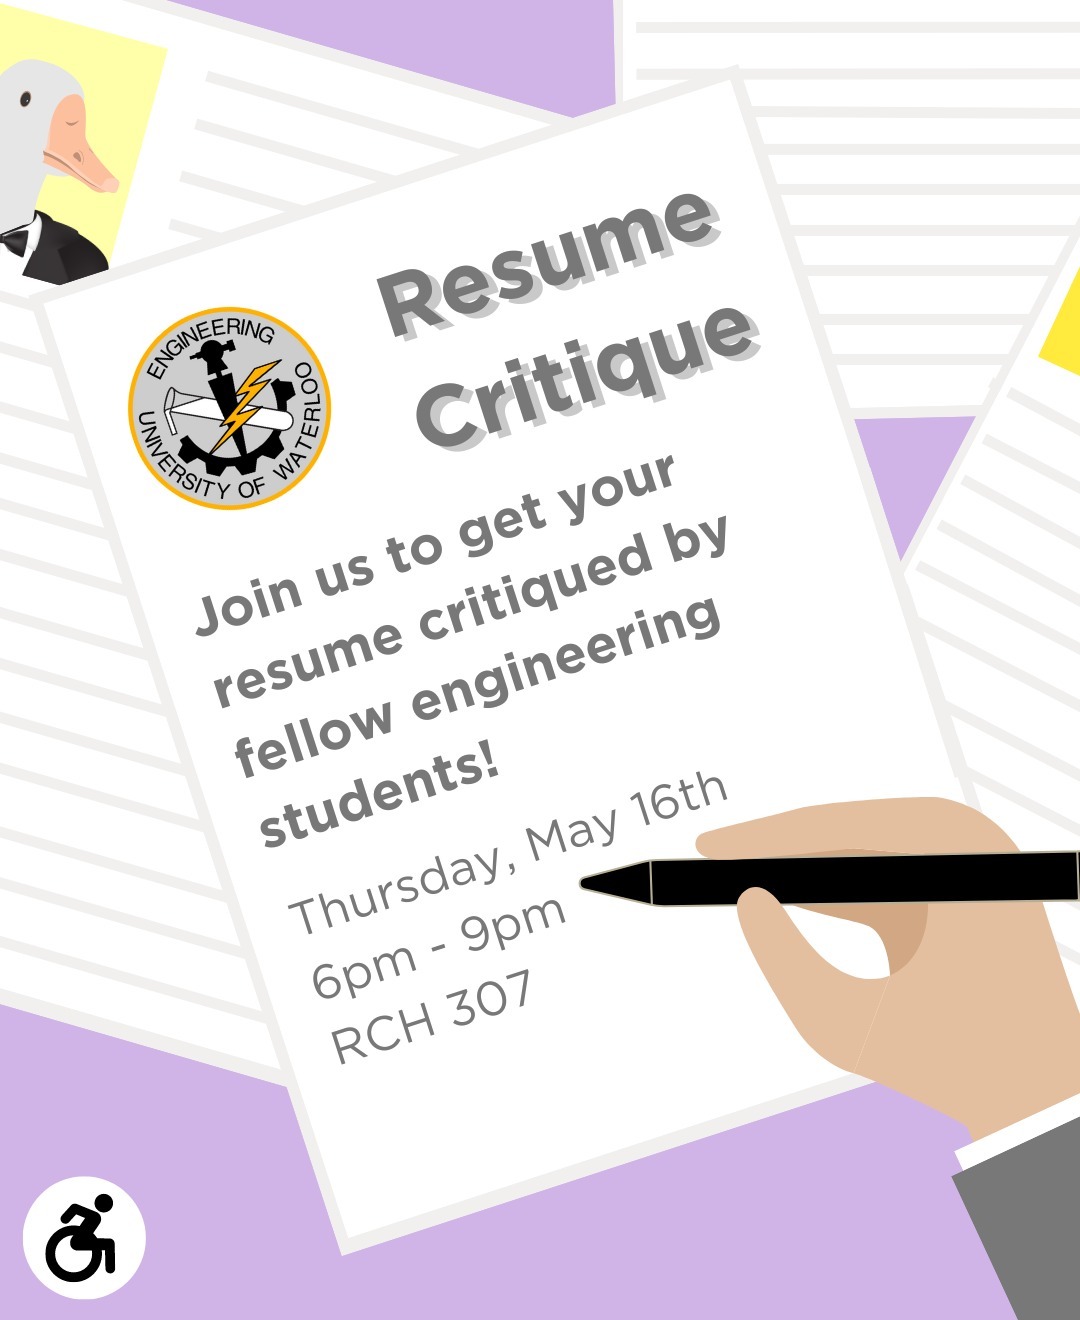 Resume
Critique
ENGINEERING
UNIVERSITY OF WATERLOO
Join us to get your
resume critiqued by
fellow engineering
students!
Thursday, May 16th
6pm - 9pm
RCH 307